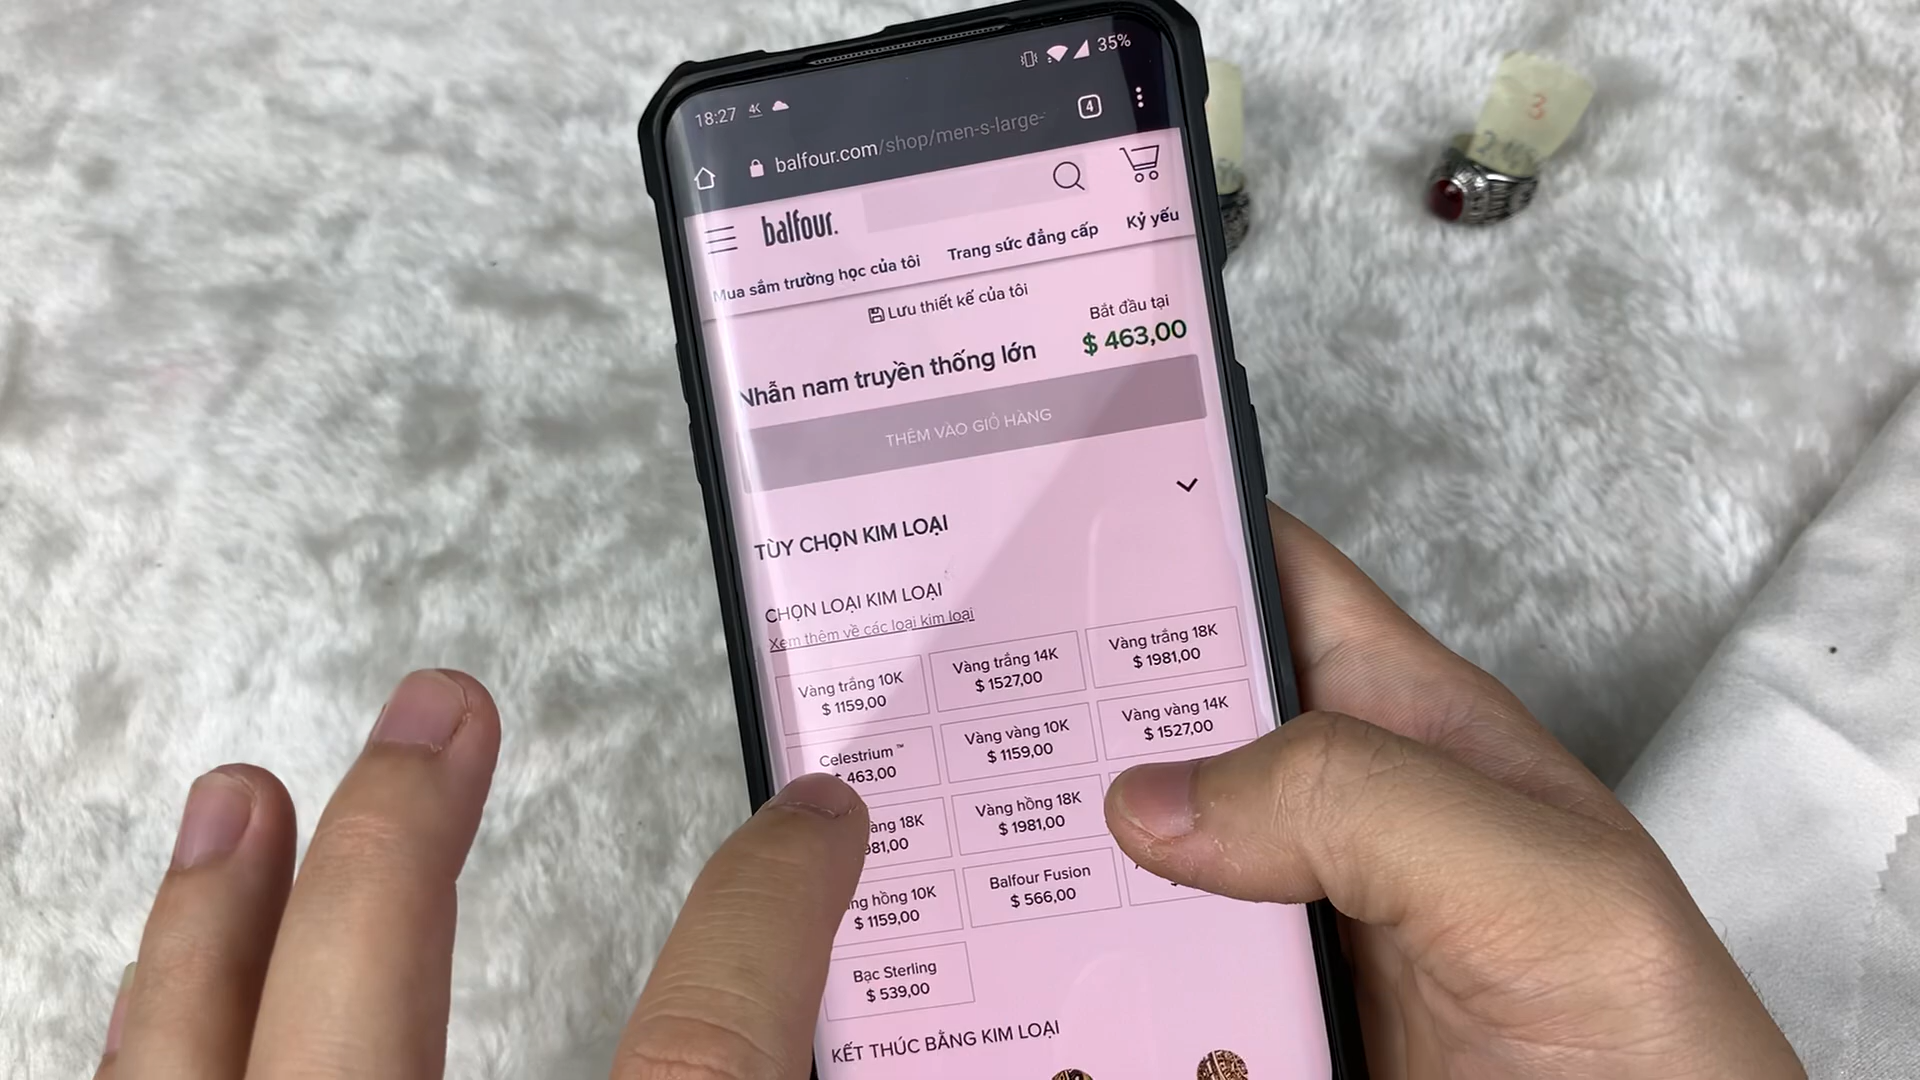 18:27 4K 35%
balfour.com/shop/men-s-large- 4
balfour.
Mua sắm trường học của tôi Trang sức đẳng cấp Kỷ yếu
Lưu thiết kế của tôi
Bắt đầu tại
$ 463,00
Nhẫn nam truyền thống lớn
THÊM VÀO GIỎ HÀNG
TÙY CHỌN KIM LOẠI
CHỌN LOẠI KIM LOẠI
Xem thêm về các loại kim loại
Vàng trắng 10K
$ 1159,00
Vàng trắng 14K
$ 1527,00
Vàng trắng 18K
$ 1981,00
Celestrium™
463,00
Vàng vàng 10K
$ 1159,00
Vàng vàng 14K
$ 1527,00
àng 18K
981,00
Vàng hồng 18K
$ 1981,00
ng hồng 10K
$ 1159,00
Balfour Fusion
$ 566,00
Bạc Sterling
$ 539,00
KẾT THÚC BẰNG KIM LOẠI
3